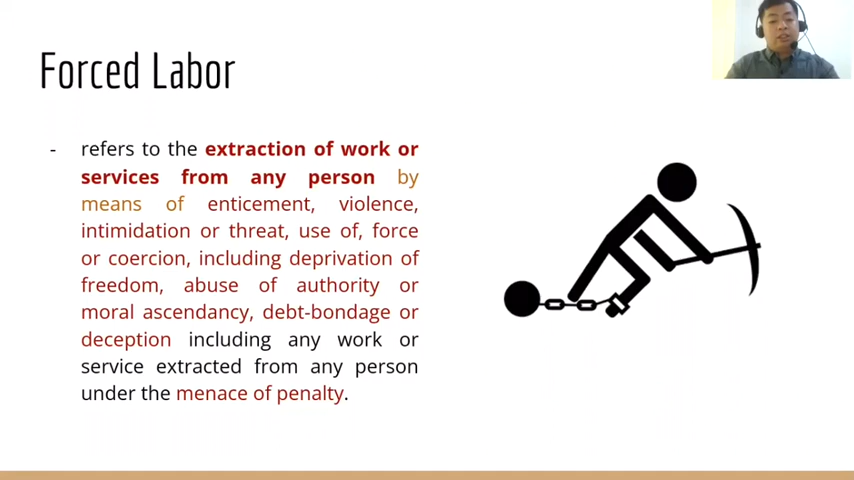 Forced Labor
- refers to the extraction of work or
services from any person by
means of enticement, violence,
intimidation or threat, use of, force
or coercion, including deprivation of
freedom, abuse of authority or
moral ascendancy, debt-bondage or
deception including any work or
service extracted from any person
under the menace of penalty.